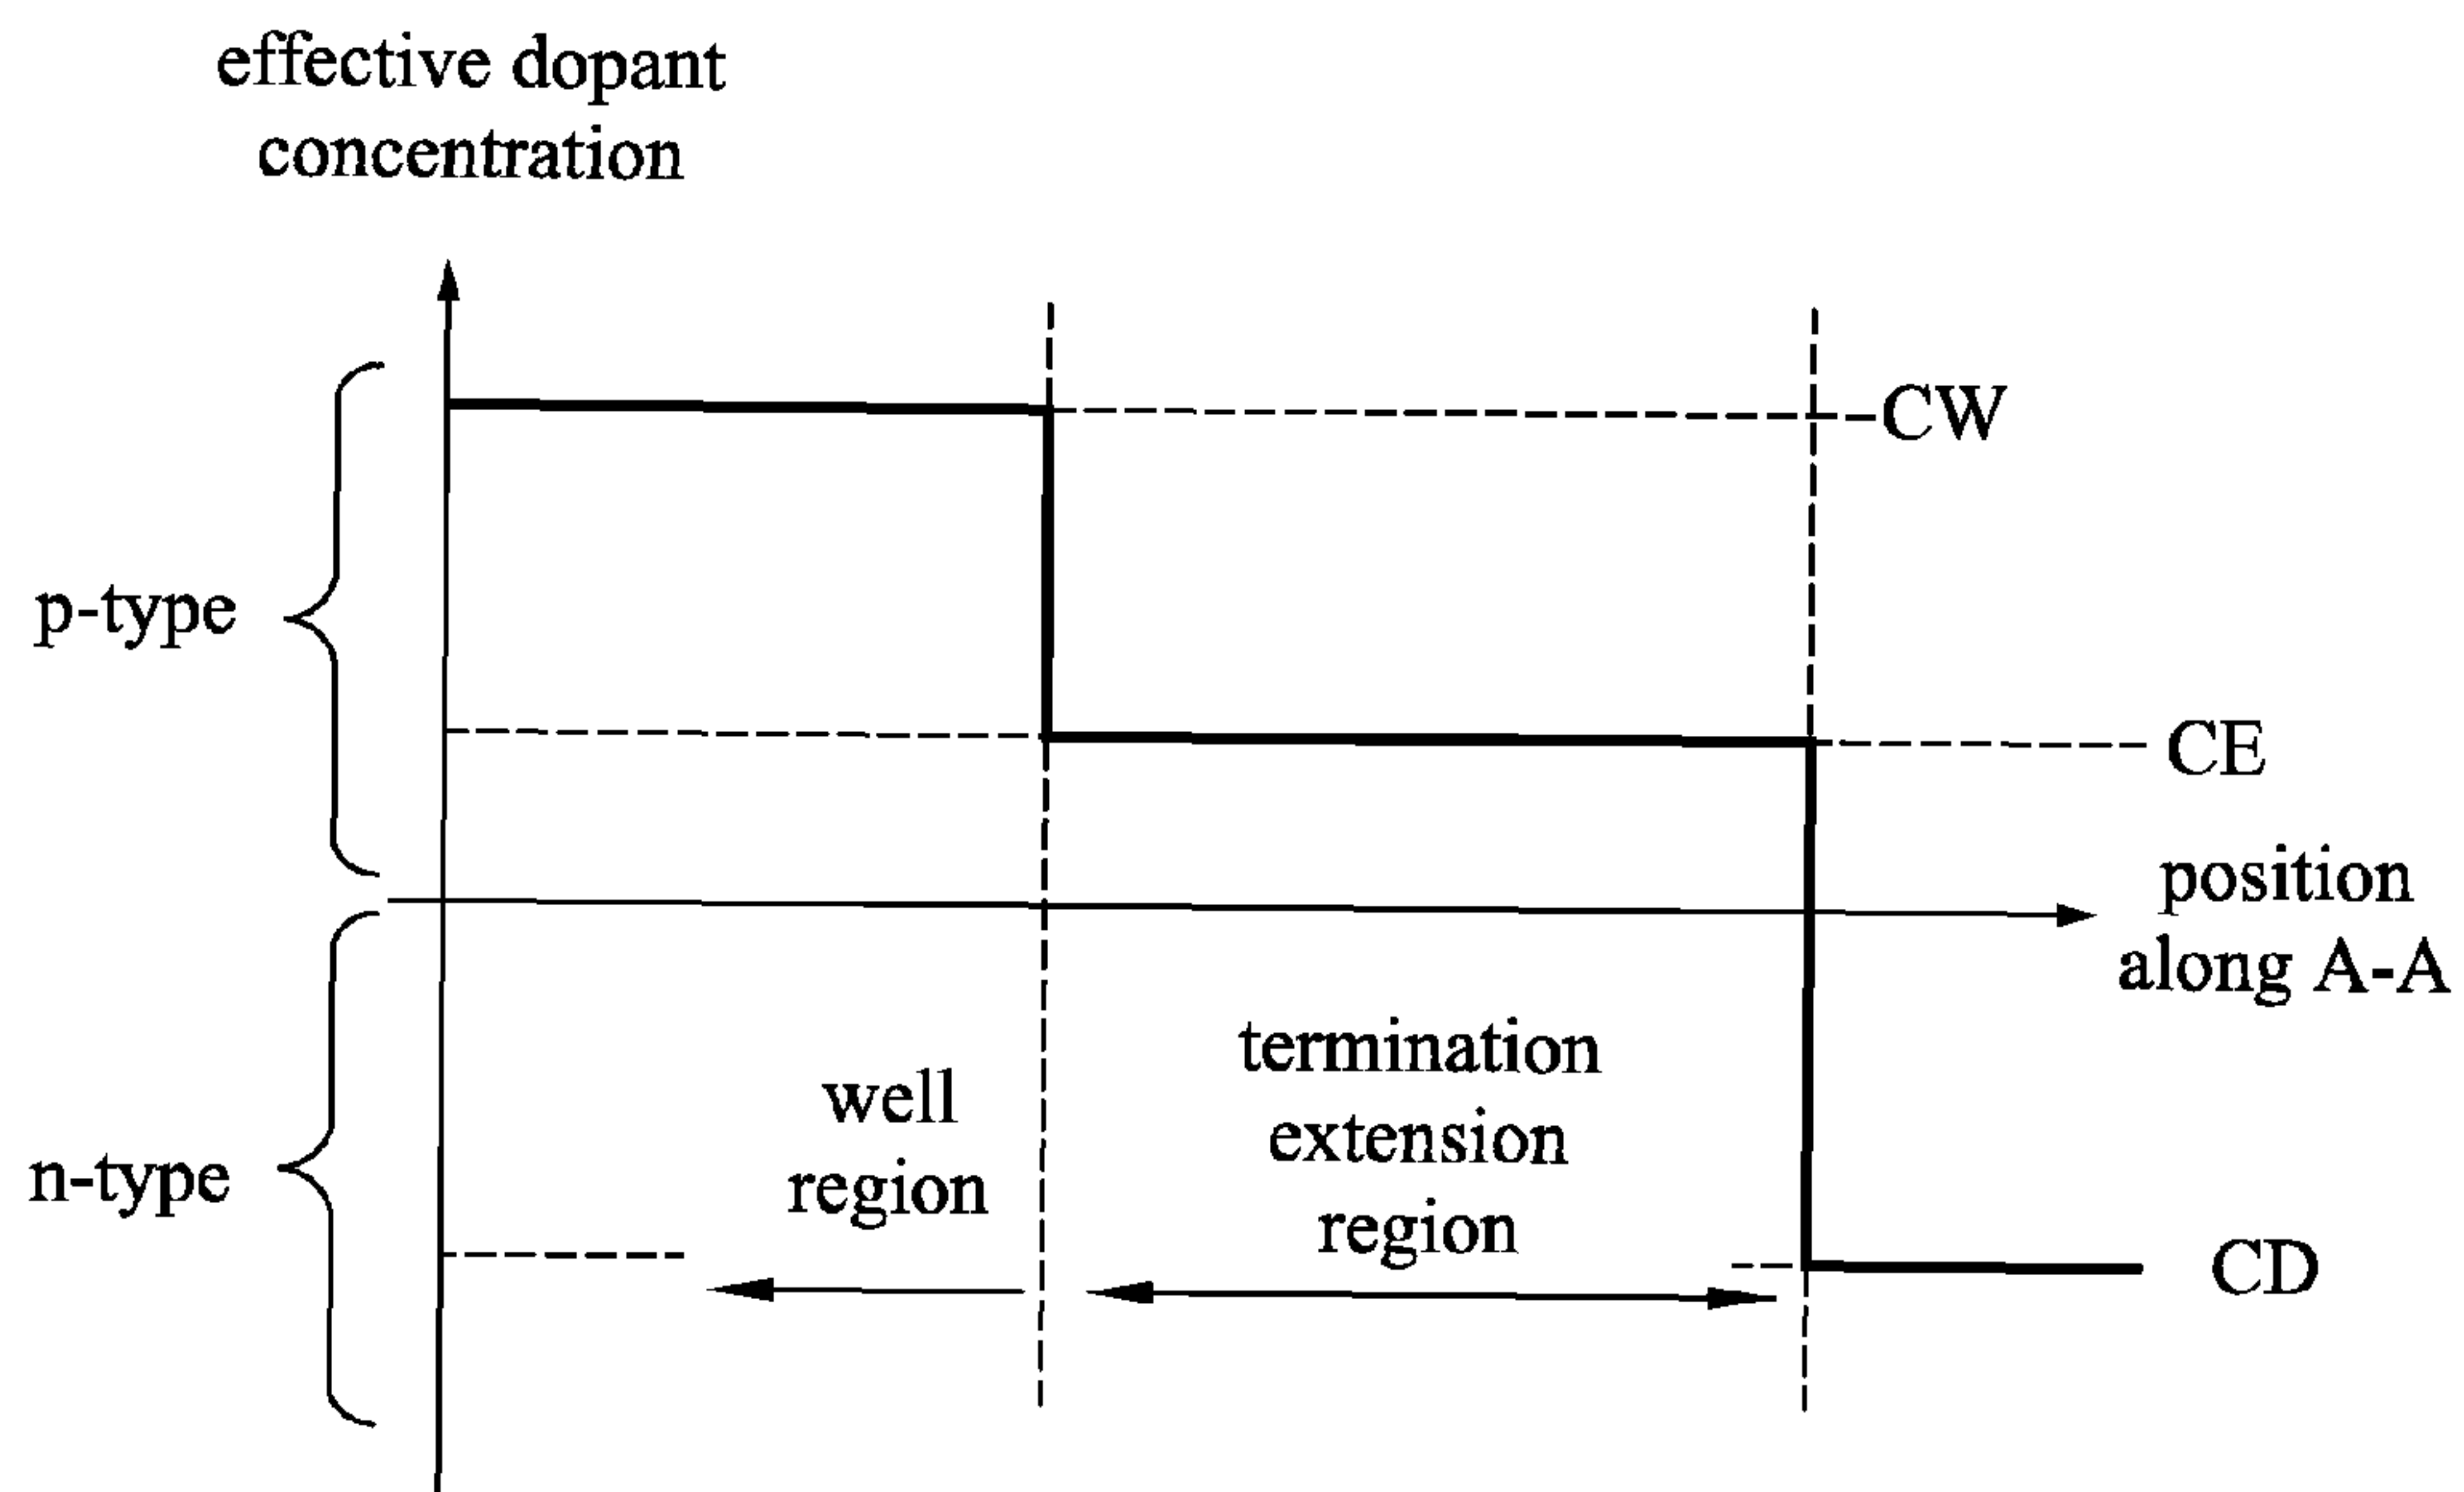 effective dopant
concentration
CW
p-type
CE
position
along A-A
termination
extension
region
well
region
n-type
CD